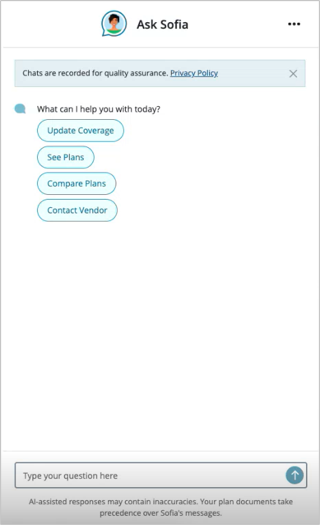 Ask Sofia
Chats are recorded for quality assurance. Privacy Policy
What can I help you with today?
Update Coverage
See Plans
Compare Plans
Contact Vendor
Type your question here
AI-assisted responses may contain inaccuracies. Your plan documents take
precedence over Sofia's messages.